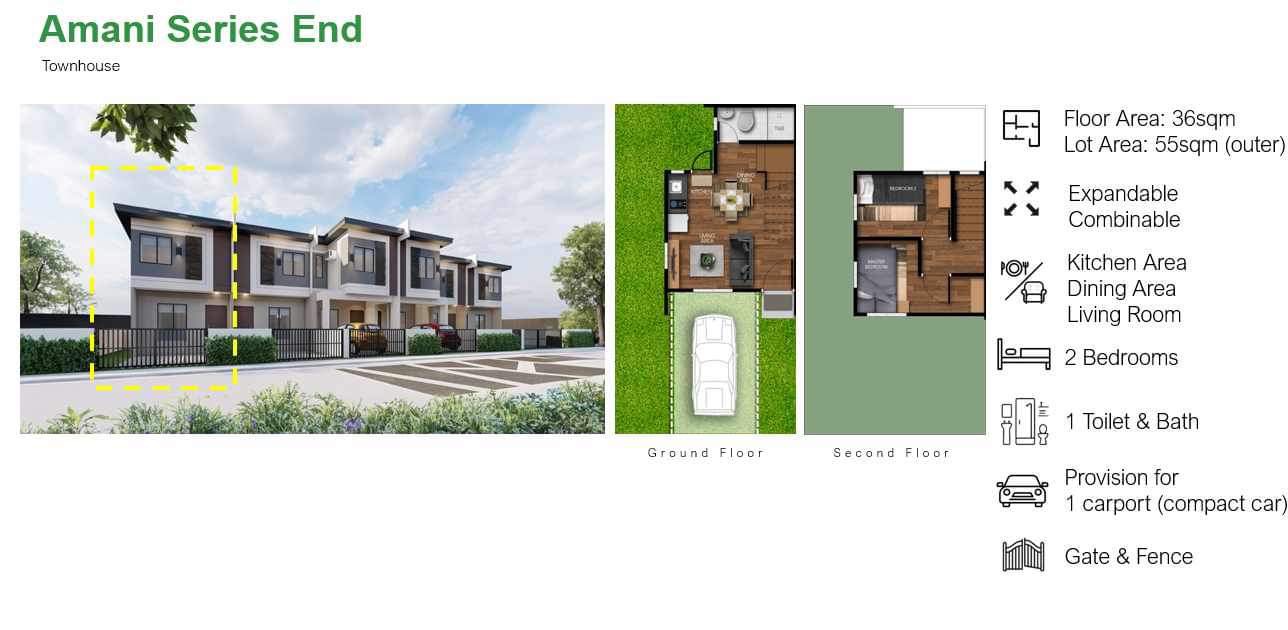 Amani Series End
Townhouse
T&B
DINING
AREA
KITCHEN
LIVING
AREA
BEDROOM 2
MASTER
BEDROOM
Ground Floor
Second Floor
Floor Area: 36sqm
Lot Area: 55sqm (outer)
Expandable
Combinable
Kitchen Area
Dining Area
Living Room
2 Bedrooms
1 Toilet & Bath
Provision for
1 carport (compact car)
Gate & Fence